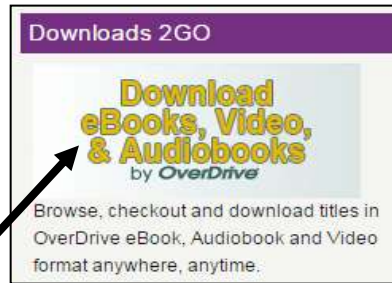 Downloads 2GO
Download
eBooks, Video,
& Audiobooks
by OverDrive
Browse, checkout and download titles in
OverDrive eBook, Audiobook and Video
format anywhere, anytime.